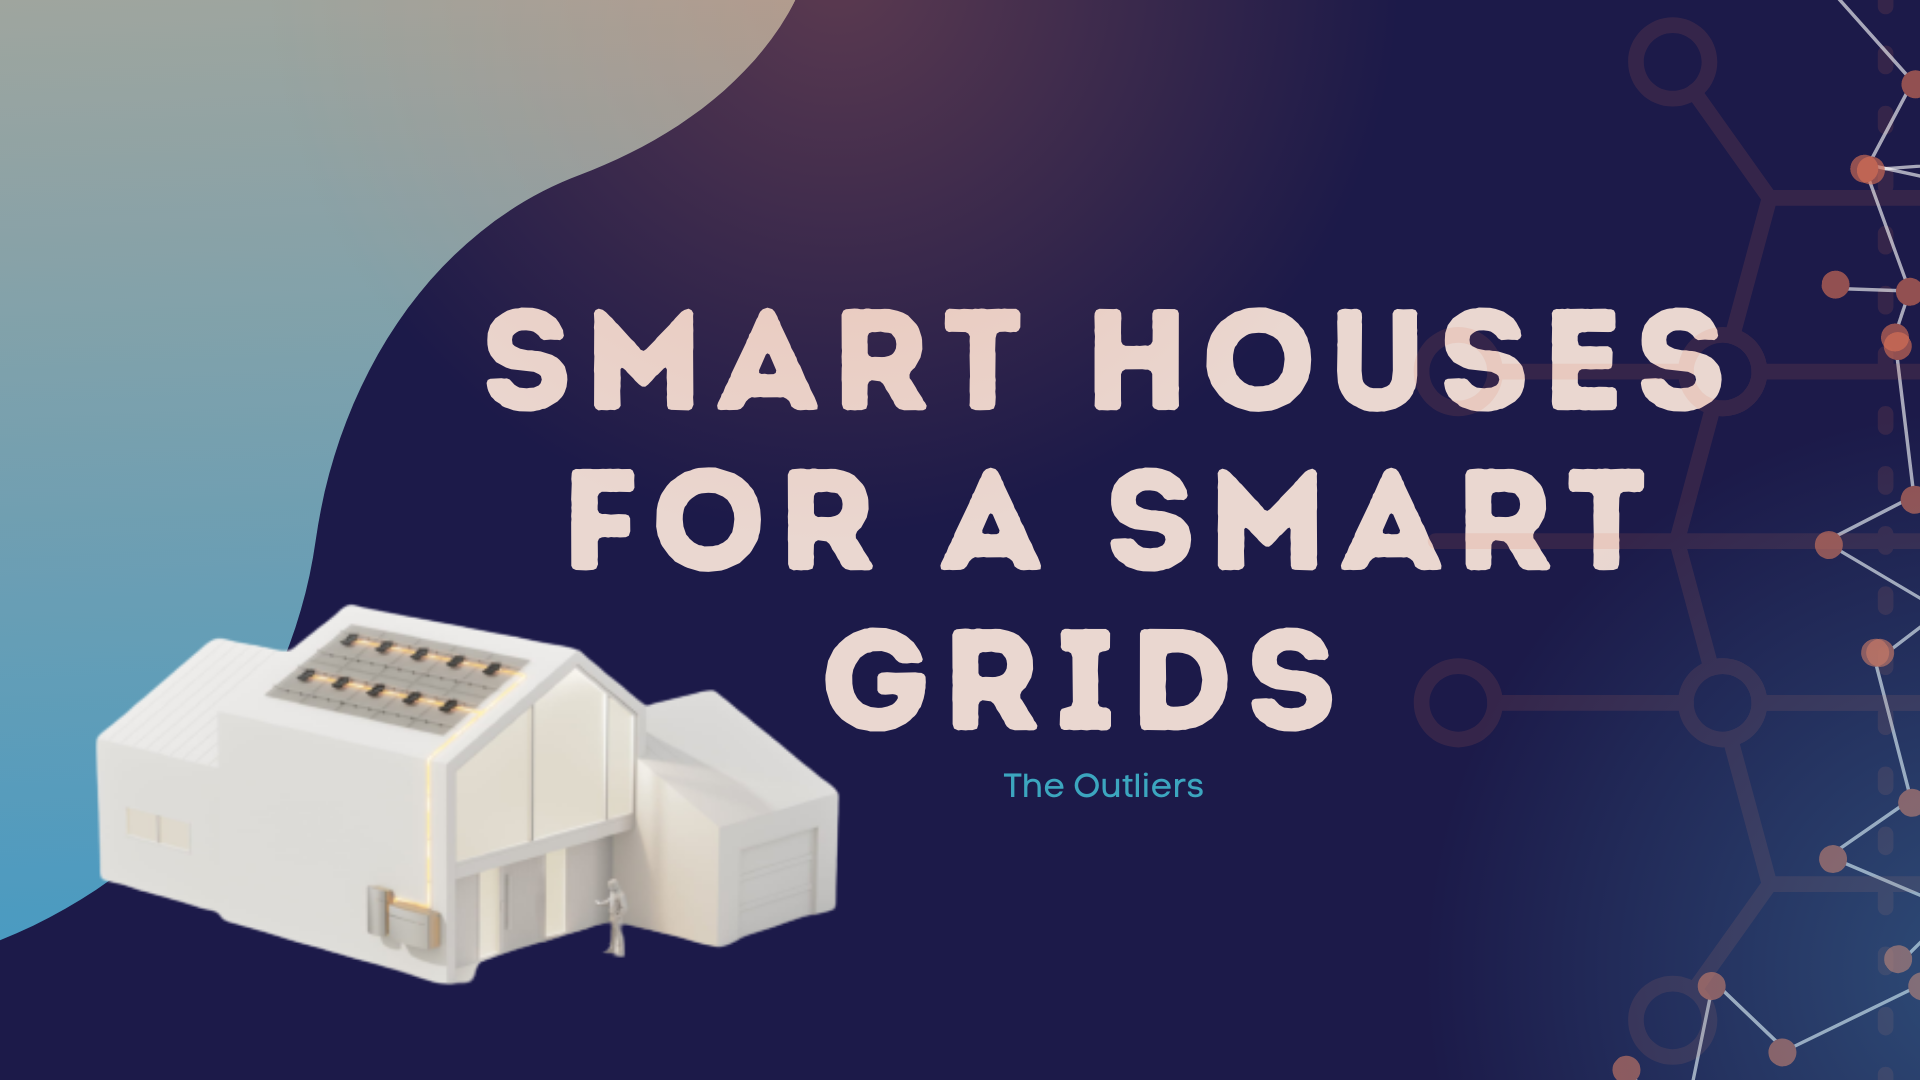 SMART HOUSES
FOR A SMART
GRIDS
The Outliers